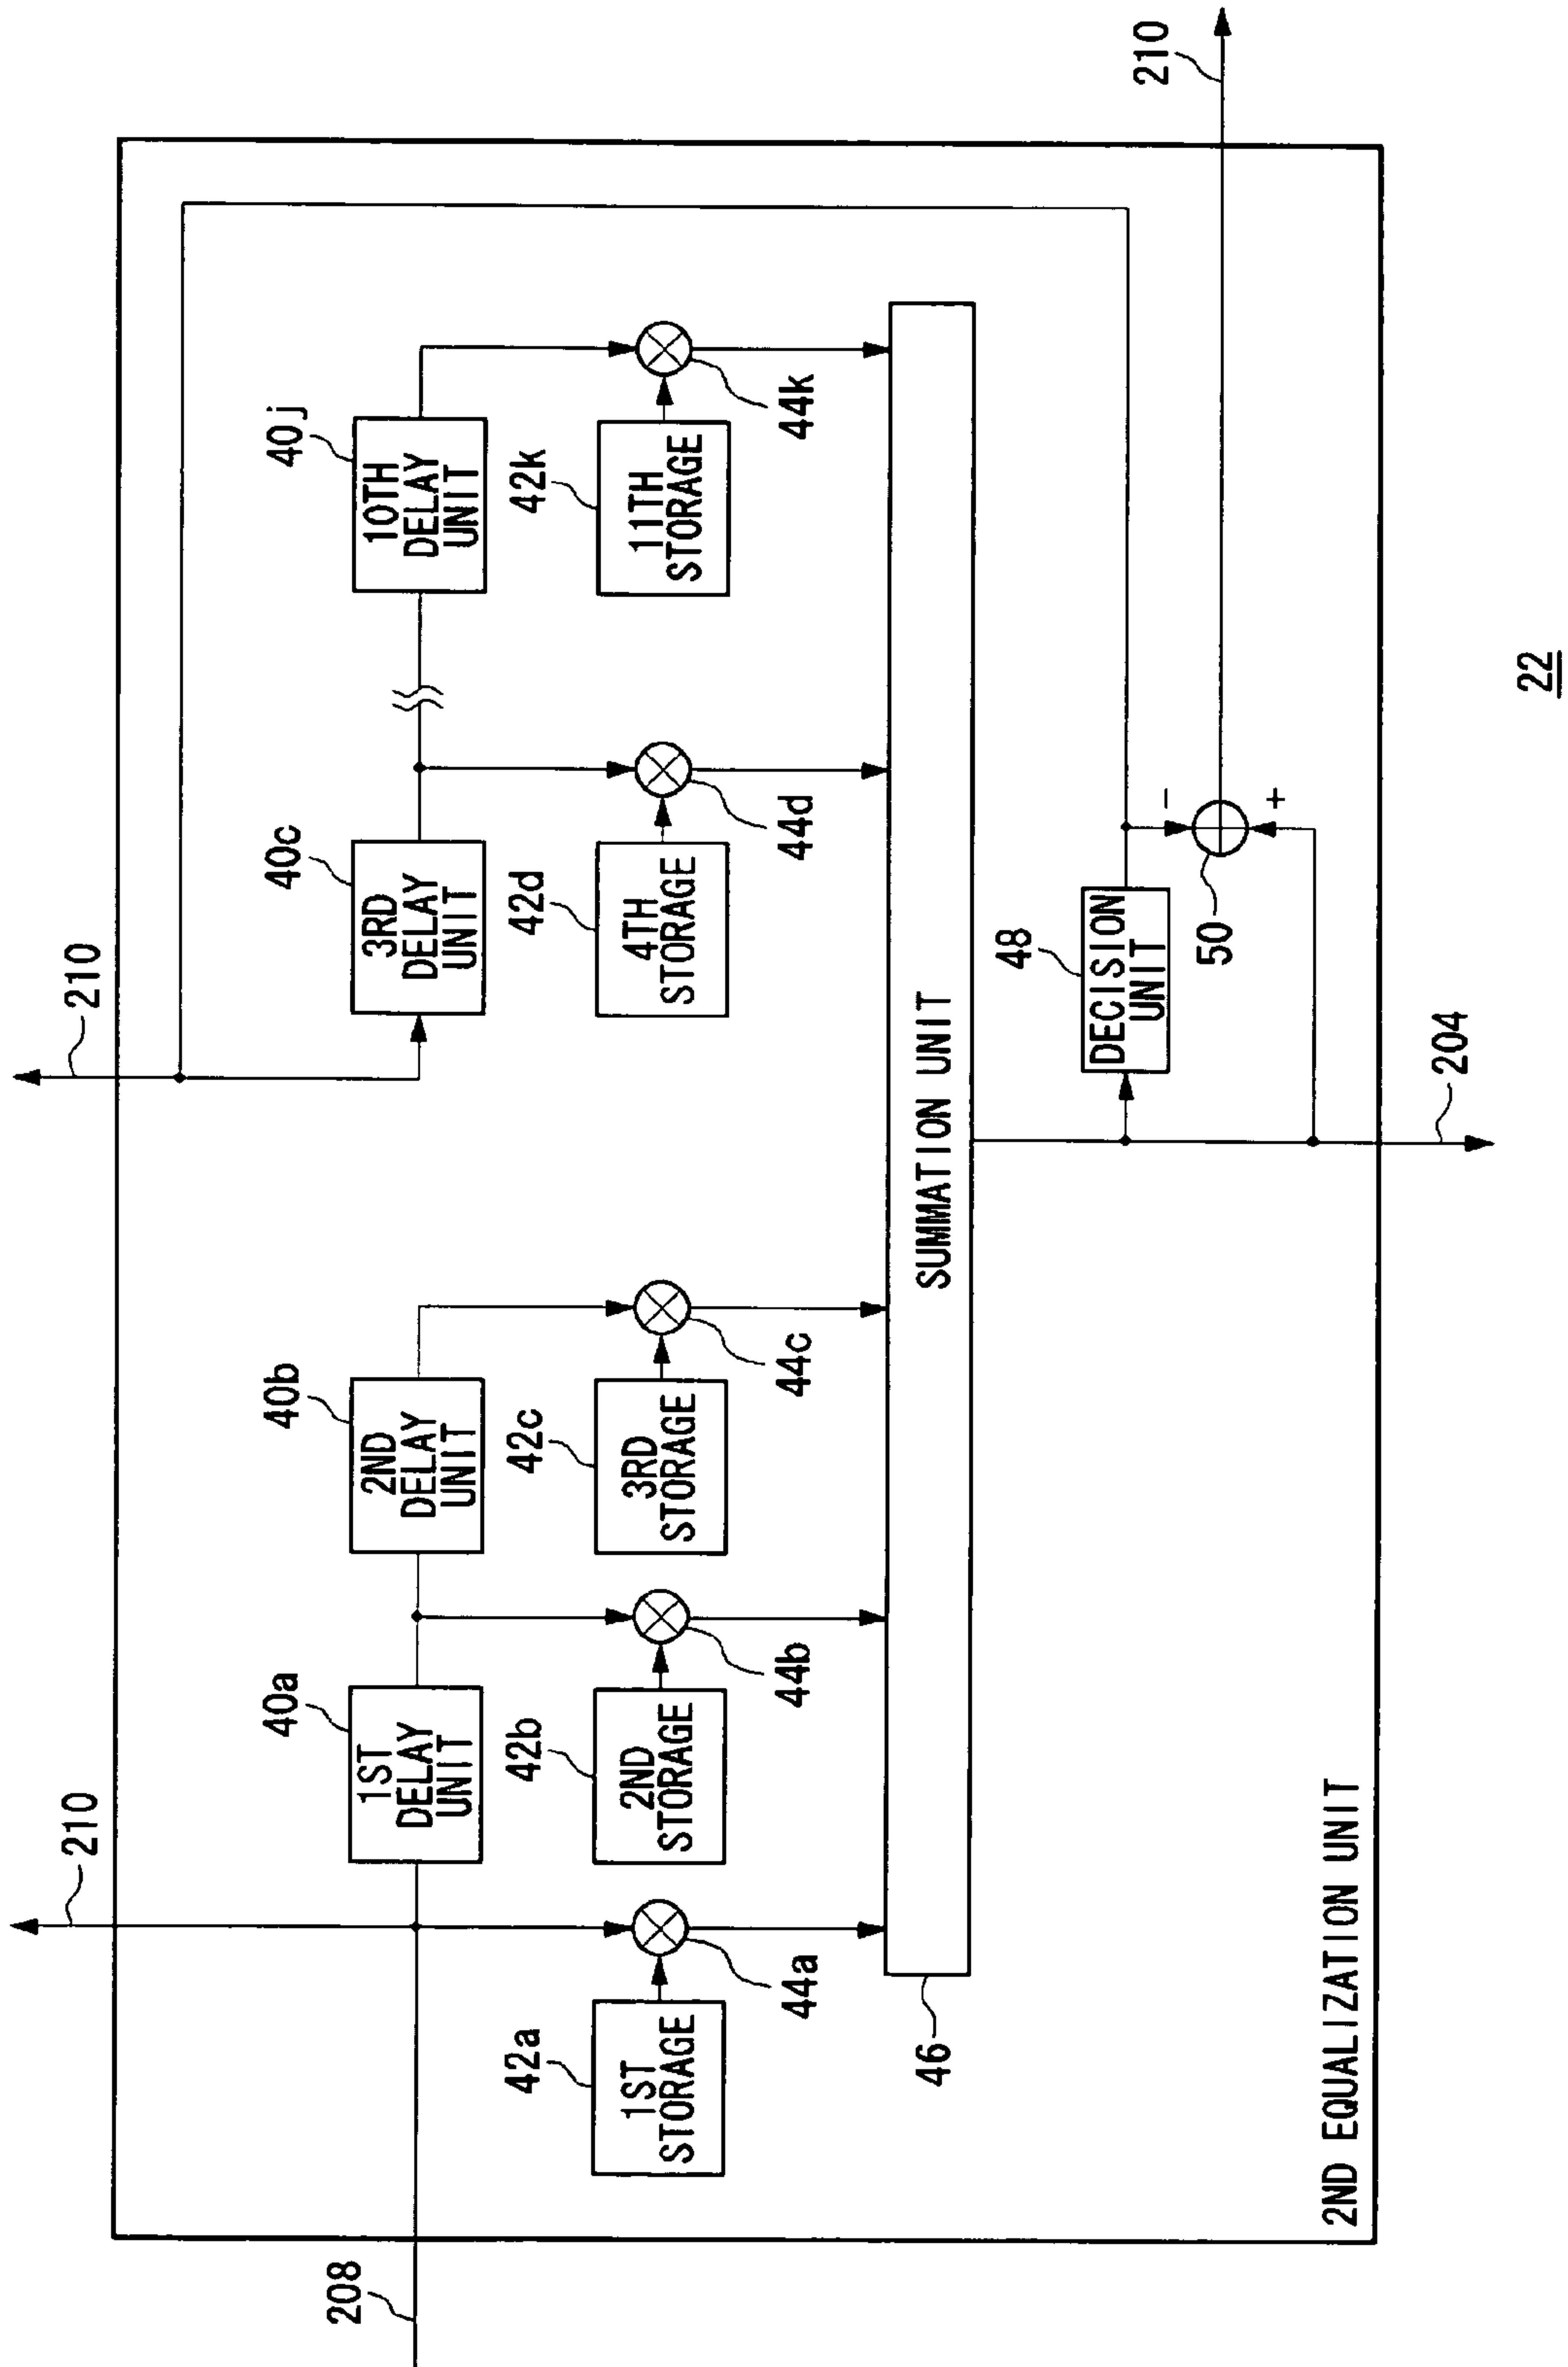 210
210
208
40a
40b
40c
40j
1ST
DELAY
UNIT
2ND
DELAY
UNIT
3RD
DELAY
UNIT
10TH
DELAY
UNIT
42a
42b
42c
42d
42k
1ST
STORAGE
2ND
STORAGE
3RD
STORAGE
4TH
STORAGE
11TH
STORAGE
44a
44b
44c
44d
44k
46
SUMMATION UNIT
48
DECISION
UNIT
-
+
50
210
204
2ND EQUALIZATION UNIT
22